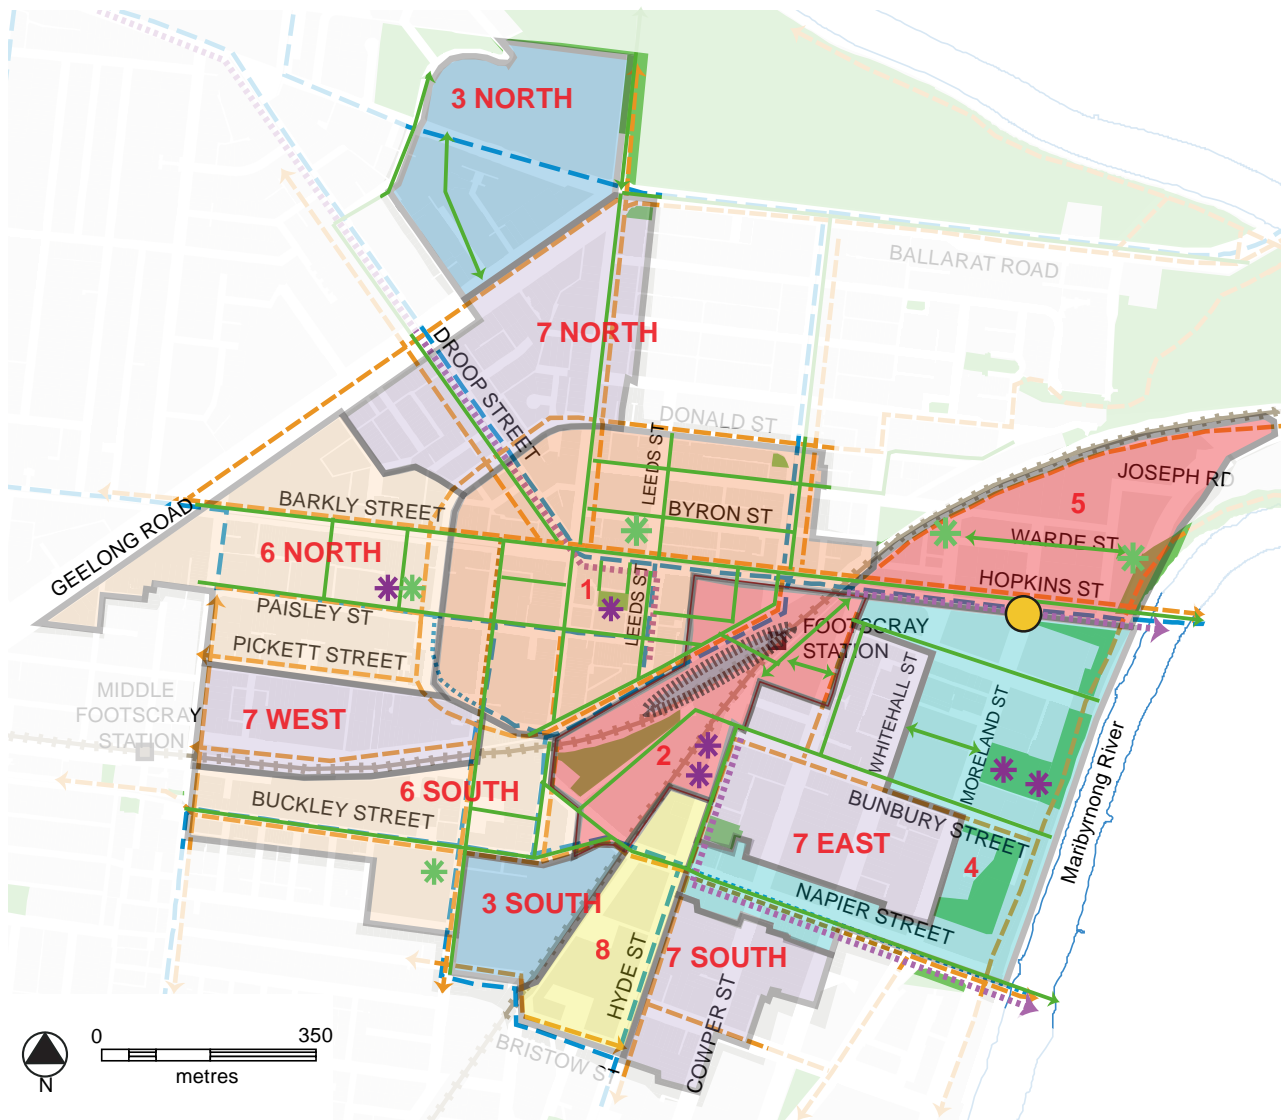 3 NORTH
BALLARAT ROAD
7 NORTH
DROOP STREET
DONALD ST
LEEDS ST
JOSEPH RD
5
BARKLY STREET
BYRON ST
GEELONG ROAD
WARDE ST
6 NORTH
HOPKINS ST
1
LEEDS ST
PAISLEY ST
FOOTSCRAY
STATION
PICKETT STREET
WHITEHALL ST
MIDDLE
FOOTSCRAY
STATION
7 WEST
MORELAND ST
Maribyrnong River
2
6 SOUTH
BUCKLEY STREET
BUNBURY STREET
7 EAST
4
3 SOUTH
NAPIER STREET
8
HYDE ST
7 SOUTH
COWPER ST
BRISTOW ST
0
350
metres
N